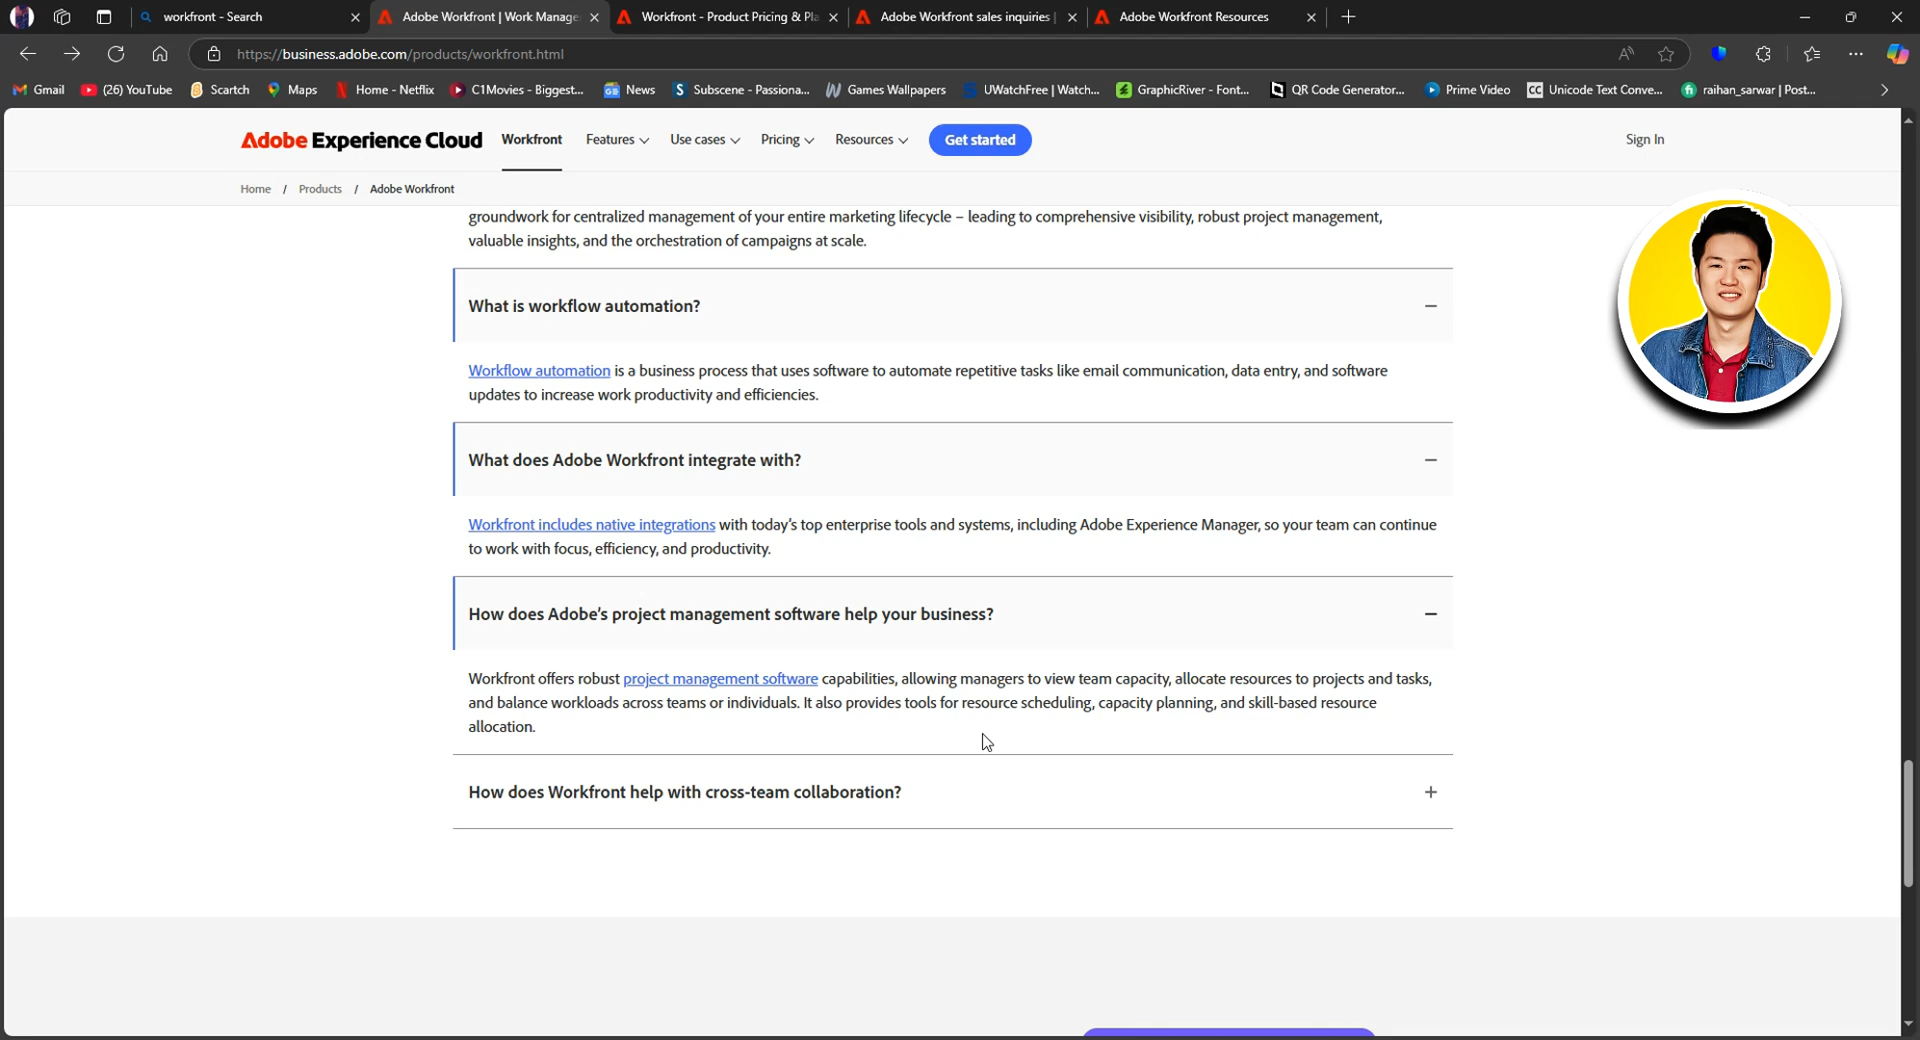 workfront - Search
Adobe Workfront | Work Manage
Workfront - Product Pricing & Pla
Adobe Workfront sales inquiries |
Adobe Workfront Resources
https://business.adobe.com/products/workfront.html
Gmail
(26) YouTube
Scartch
Maps
Home - Netflix
C1Movies - Biggest...
News
Subscene - Passiona...
Games Wallpapers
UWatchFree | Watch...
GraphicRiver - Font...
QR Code Generator...
Prime Video
Unicode Text Conve...
raihan_sarwar | Post...
Adobe Experience Cloud
Workfront
Features
Use cases
Pricing
Resources
Get started
Sign In
Home / Products / Adobe Workfront
groundwork for centralized management of your entire marketing lifecycle – leading to comprehensive visibility, robust project management,
valuable insights, and the orchestration of campaigns at scale.
What is workflow automation?
Workflow automation is a business process that uses software to automate repetitive tasks like email communication, data entry, and software
updates to increase work productivity and efficiencies.
What does Adobe Workfront integrate with?
Workfront includes native integrations with today's top enterprise tools and systems, including Adobe Experience Manager, so your team can continue
to work with focus, efficiency, and productivity.
How does Adobe's project management software help your business?
Workfront offers robust project management software capabilities, allowing managers to view team capacity, allocate resources to projects and tasks,
and balance workloads across teams or individuals. It also provides tools for resource scheduling, capacity planning, and skill-based resource
allocation.
How does Workfront help with cross-team collaboration?